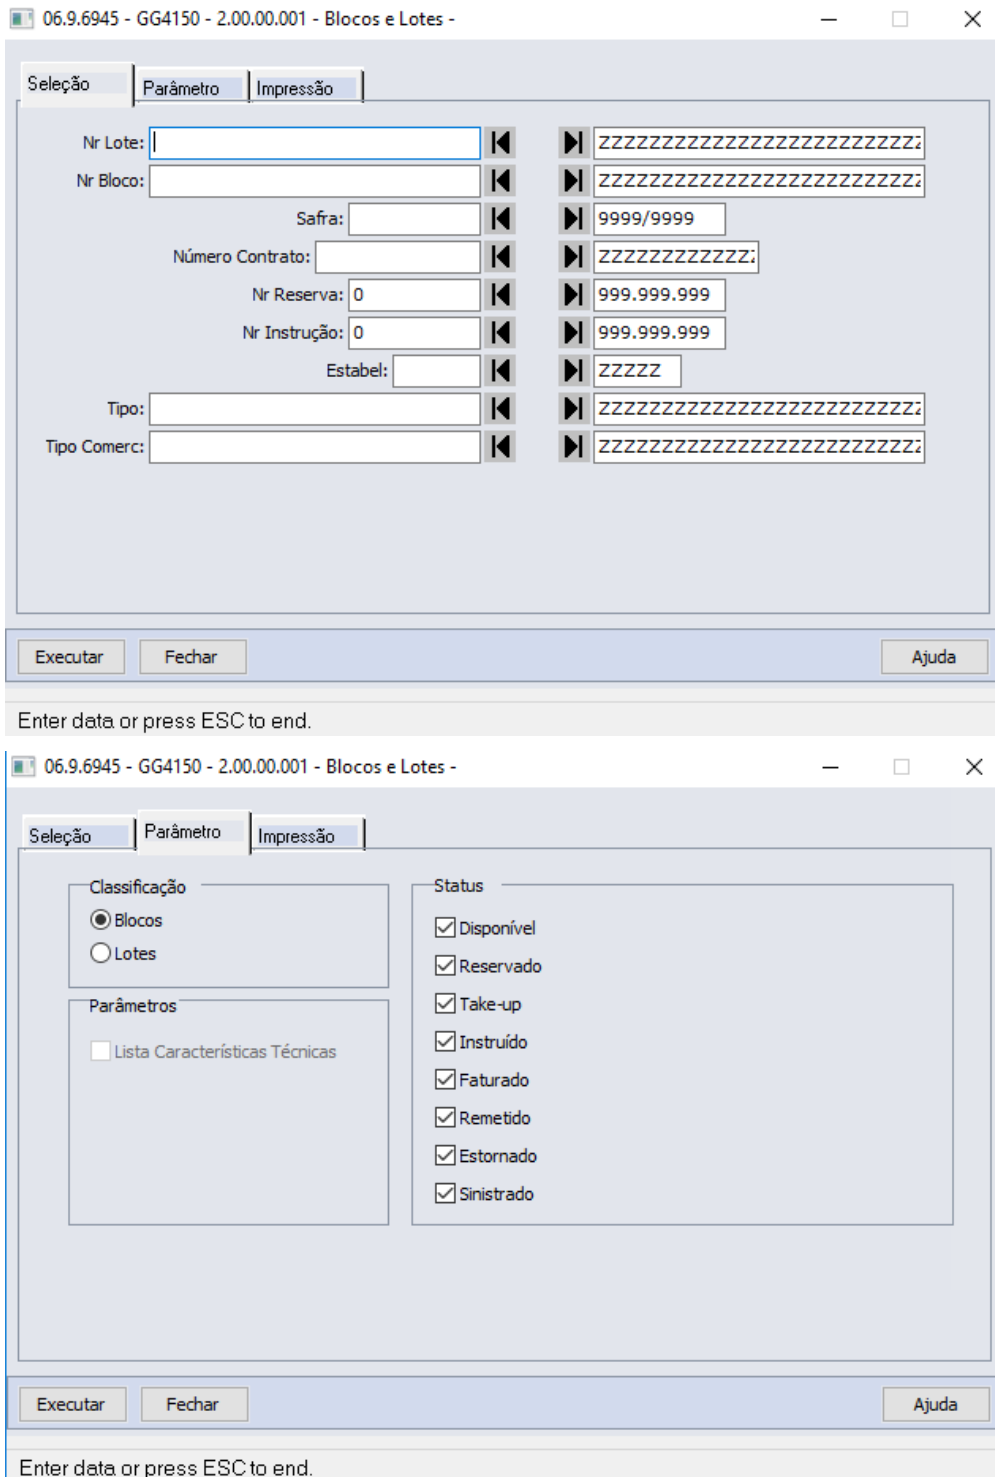 06.9.6945 - GG4150 - 2.00.00.001 - Blocos e Lotes -
Seleção Parâmetro Impressão
Nr Lote: ZZZZZZZZZZZZZZZZZZZZZZZZZ
Nr Bloco: ZZZZZZZZZZZZZZZZZZZZZZZZZ
Safra: 9999/9999
Número Contrato: ZZZZZZZZZZZZ
Nr Reserva: 0 999.999.999
Nr Instrução: 0 999.999.999
Estabel: ZZZZZ
Tipo: ZZZZZZZZZZZZZZZZZZZZZZZZZ
Tipo Comerc: ZZZZZZZZZZZZZZZZZZZZZZZZZ
Executar Fechar Ajuda
Enter data or press ESC to end.
06.9.6945 - GG4150 - 2.00.00.001 - Blocos e Lotes -
Seleção Parâmetro Impressão
Classificação
Blocos
Lotes
Parâmetros
Lista Características Técnicas
Status
Disponível
Reservado
Take-up
Instruído
Faturado
Remetido
Estornado
Sinistrado
Executar Fechar Ajuda
Enter data or press ESC to end.